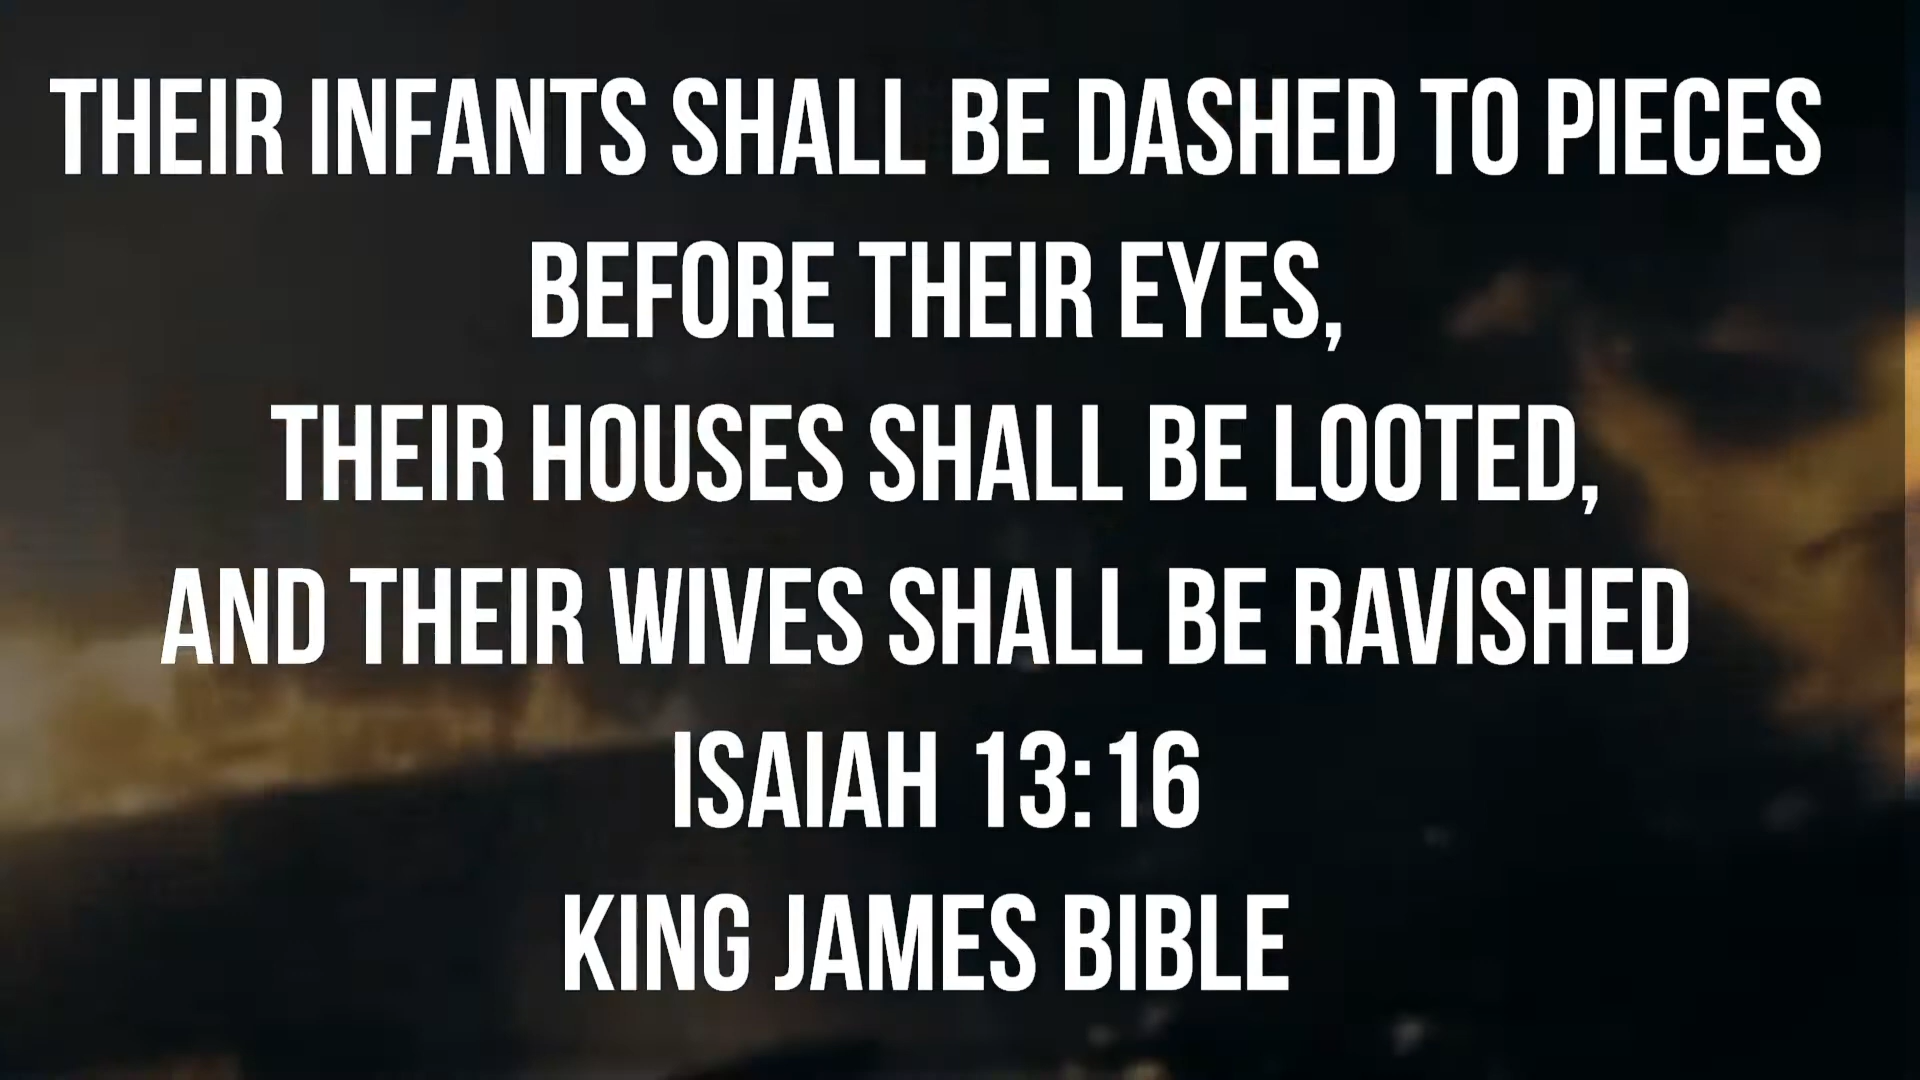 THEIR INFANTS SHALL BE DASHED TO PIECES
BEFORE THEIR EYES,
THEIR HOUSES SHALL BE LOOTED,
AND THEIR WIVES SHALL BE RAVISHED
ISAIAH 13:16
KING JAMES BIBLE